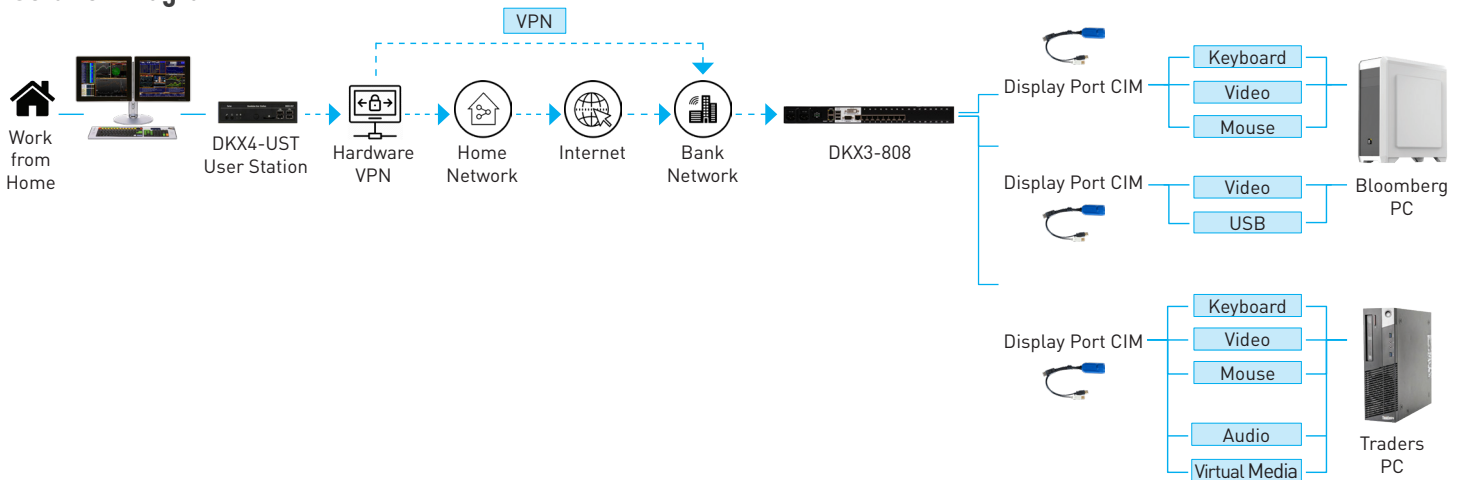 VPN
Work
from
Home
DKX4-UST
User Station
Hardware
VPN
Home
Network
Internet
Bank
Network
DKX3-808
Display Port CIM
Keyboard
Video
Mouse
Display Port CIM
Video
USB
Bloomberg
PC
Display Port CIM
Keyboard
Video
Mouse
Audio
Virtual Media
Traders
PC